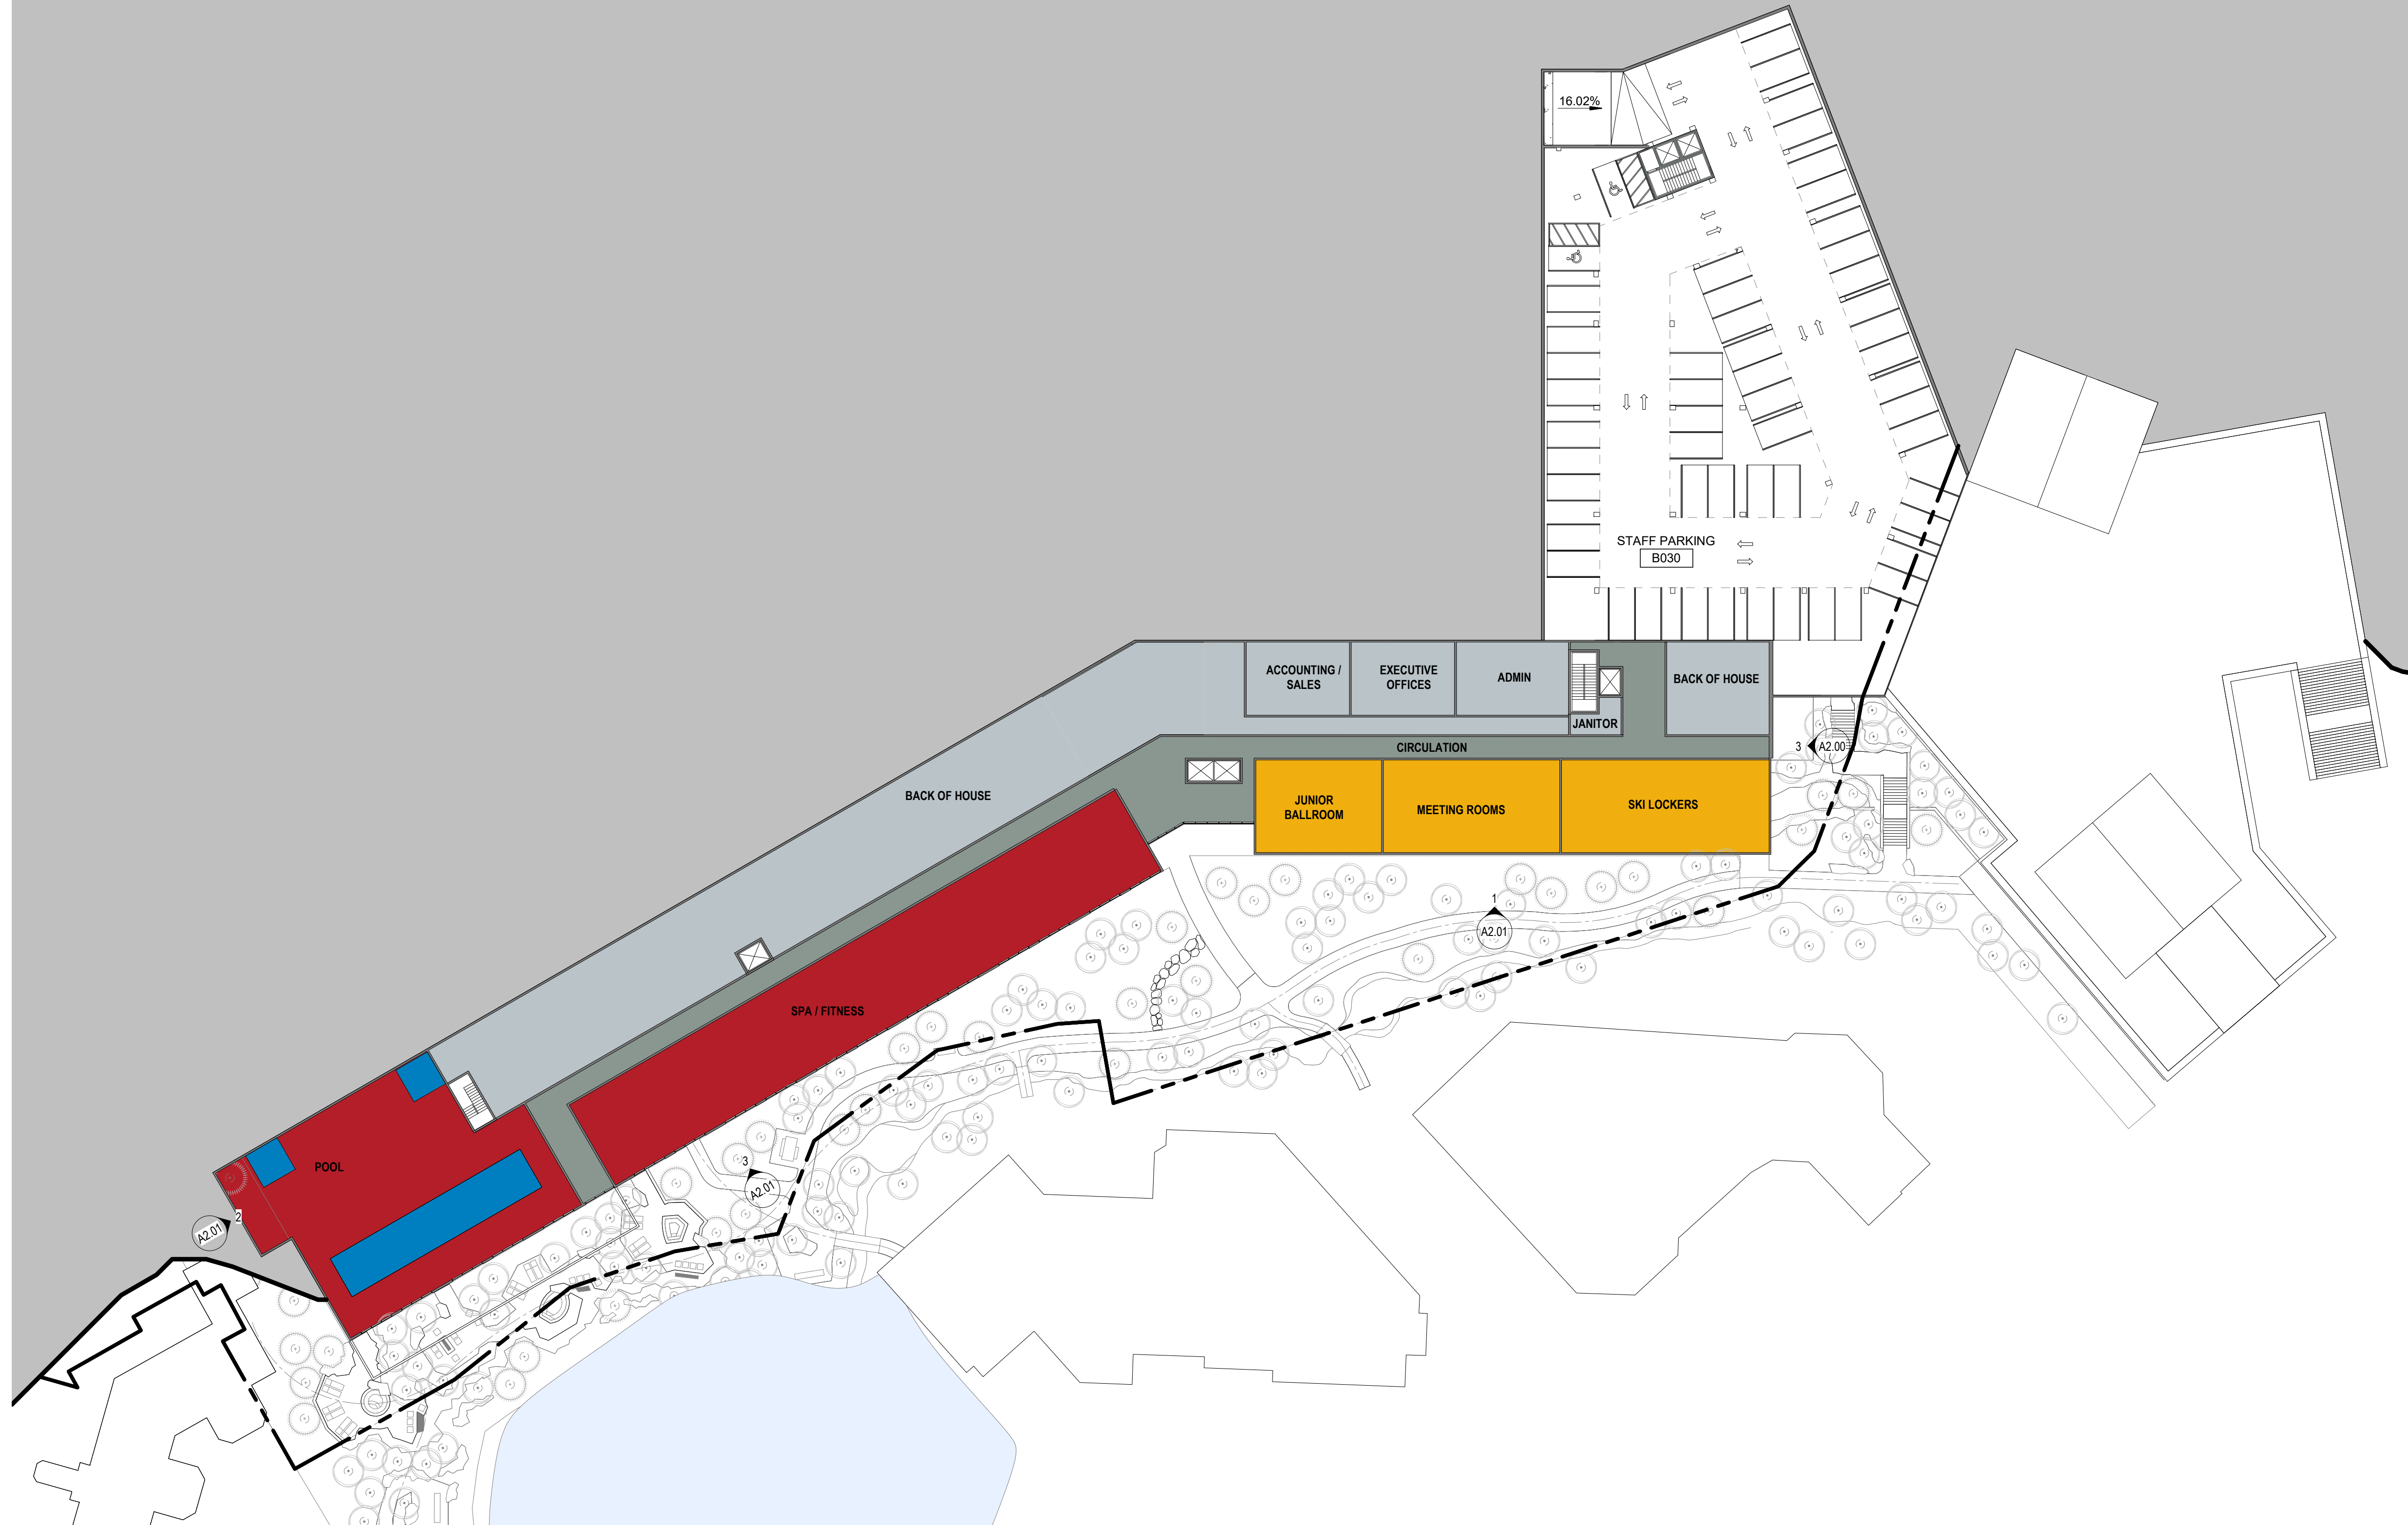 16.02%
STAFF PARKING
B030
ACCOUNTING /
SALES
EXECUTIVE
OFFICES
ADMIN
BACK OF HOUSE
JANITOR
CIRCULATION
3
A2.00
BACK OF HOUSE
JUNIOR
BALLROOM
MEETING ROOMS
SKI LOCKERS
1
A2.01
SPA / FITNESS
POOL
3
A2.01
2
A2.01